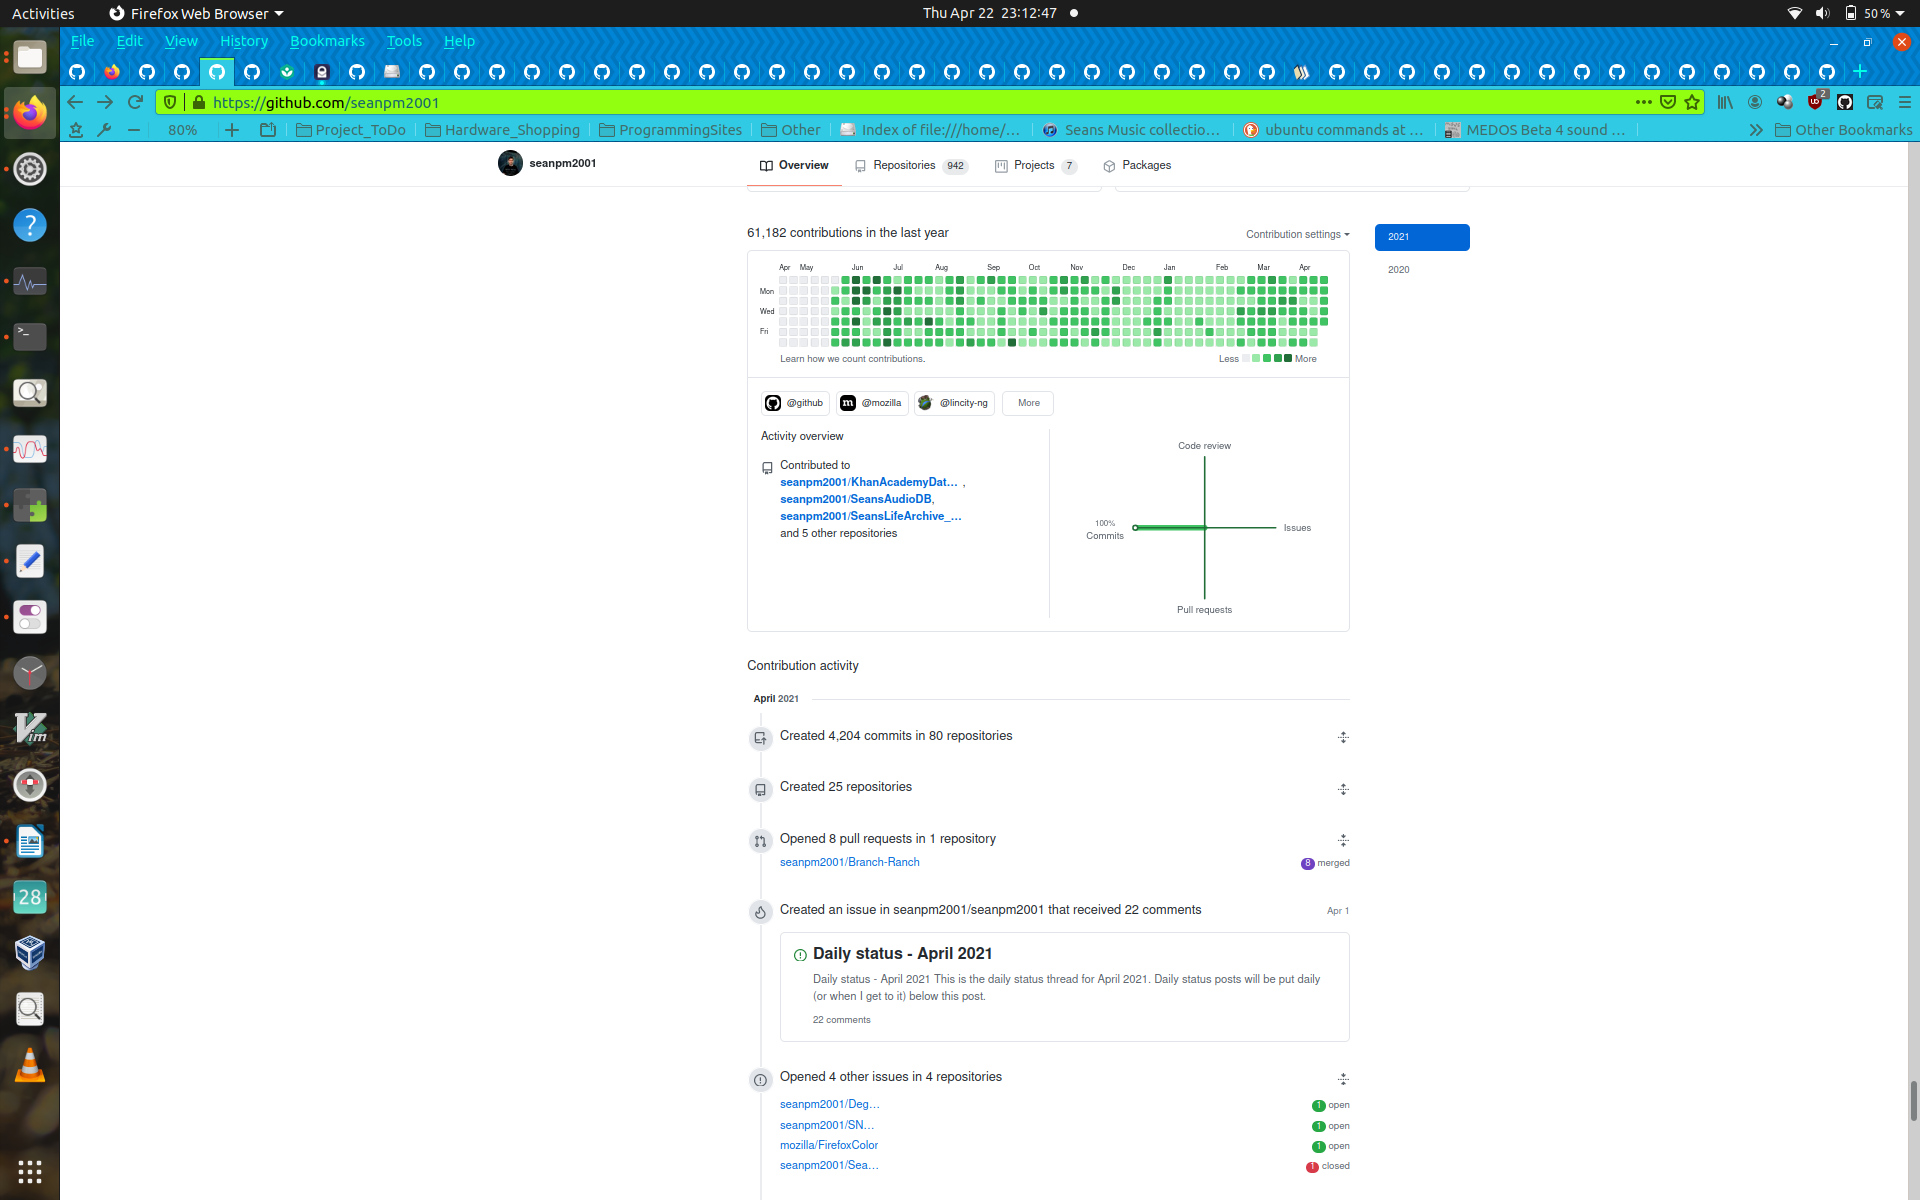 Activities
Firefox Web Browser
Thu Apr 22 23:12:47
50 %
File Edit View History Bookmarks Tools Help
https://github.com/seanpm2001
2
80%
Project_ToDo
Hardware_Shopping
ProgrammingSites
Other
Index of file:///home/...
Seans Music collectio...
ubuntu commands at ...
MEDOS Beta 4 sound ...
Other Bookmarks
seanpm2001
Overview
Repositories 942
Projects 7
Packages
61,182 contributions in the last year
Contribution settings
2021
2020
Apr May Jun Jul Aug Sep Oct Nov Dec Jan Feb Mar Apr
Mon
Wed
Fri
Learn how we count contributions.
Less More
@github
@mozilla
@lincity-ng
More
Activity overview
Contributed to
seanpm2001/KhanAcademyDat... ,
seanpm2001/SeansAudioDB,
seanpm2001/SeansLifeArchive_...
and 5 other repositories
Code review
100%
Commits
Issues
Pull requests
Contribution activity
April 2021
Created 4,204 commits in 80 repositories
Created 25 repositories
Opened 8 pull requests in 1 repository
seanpm2001/Branch-Ranch
8 merged
Created an issue in seanpm2001/seanpm2001 that received 22 comments
Apr 1
Daily status - April 2021
Daily status - April 2021 This is the daily status thread for April 2021. Daily status posts will be put daily
(or when I get to it) below this post.
22 comments
Opened 4 other issues in 4 repositories
seanpm2001/Deg...
1 open
seanpm2001/SN...
1 open
mozilla/FirefoxColor
1 open
seanpm2001/Sea...
1 closed
28